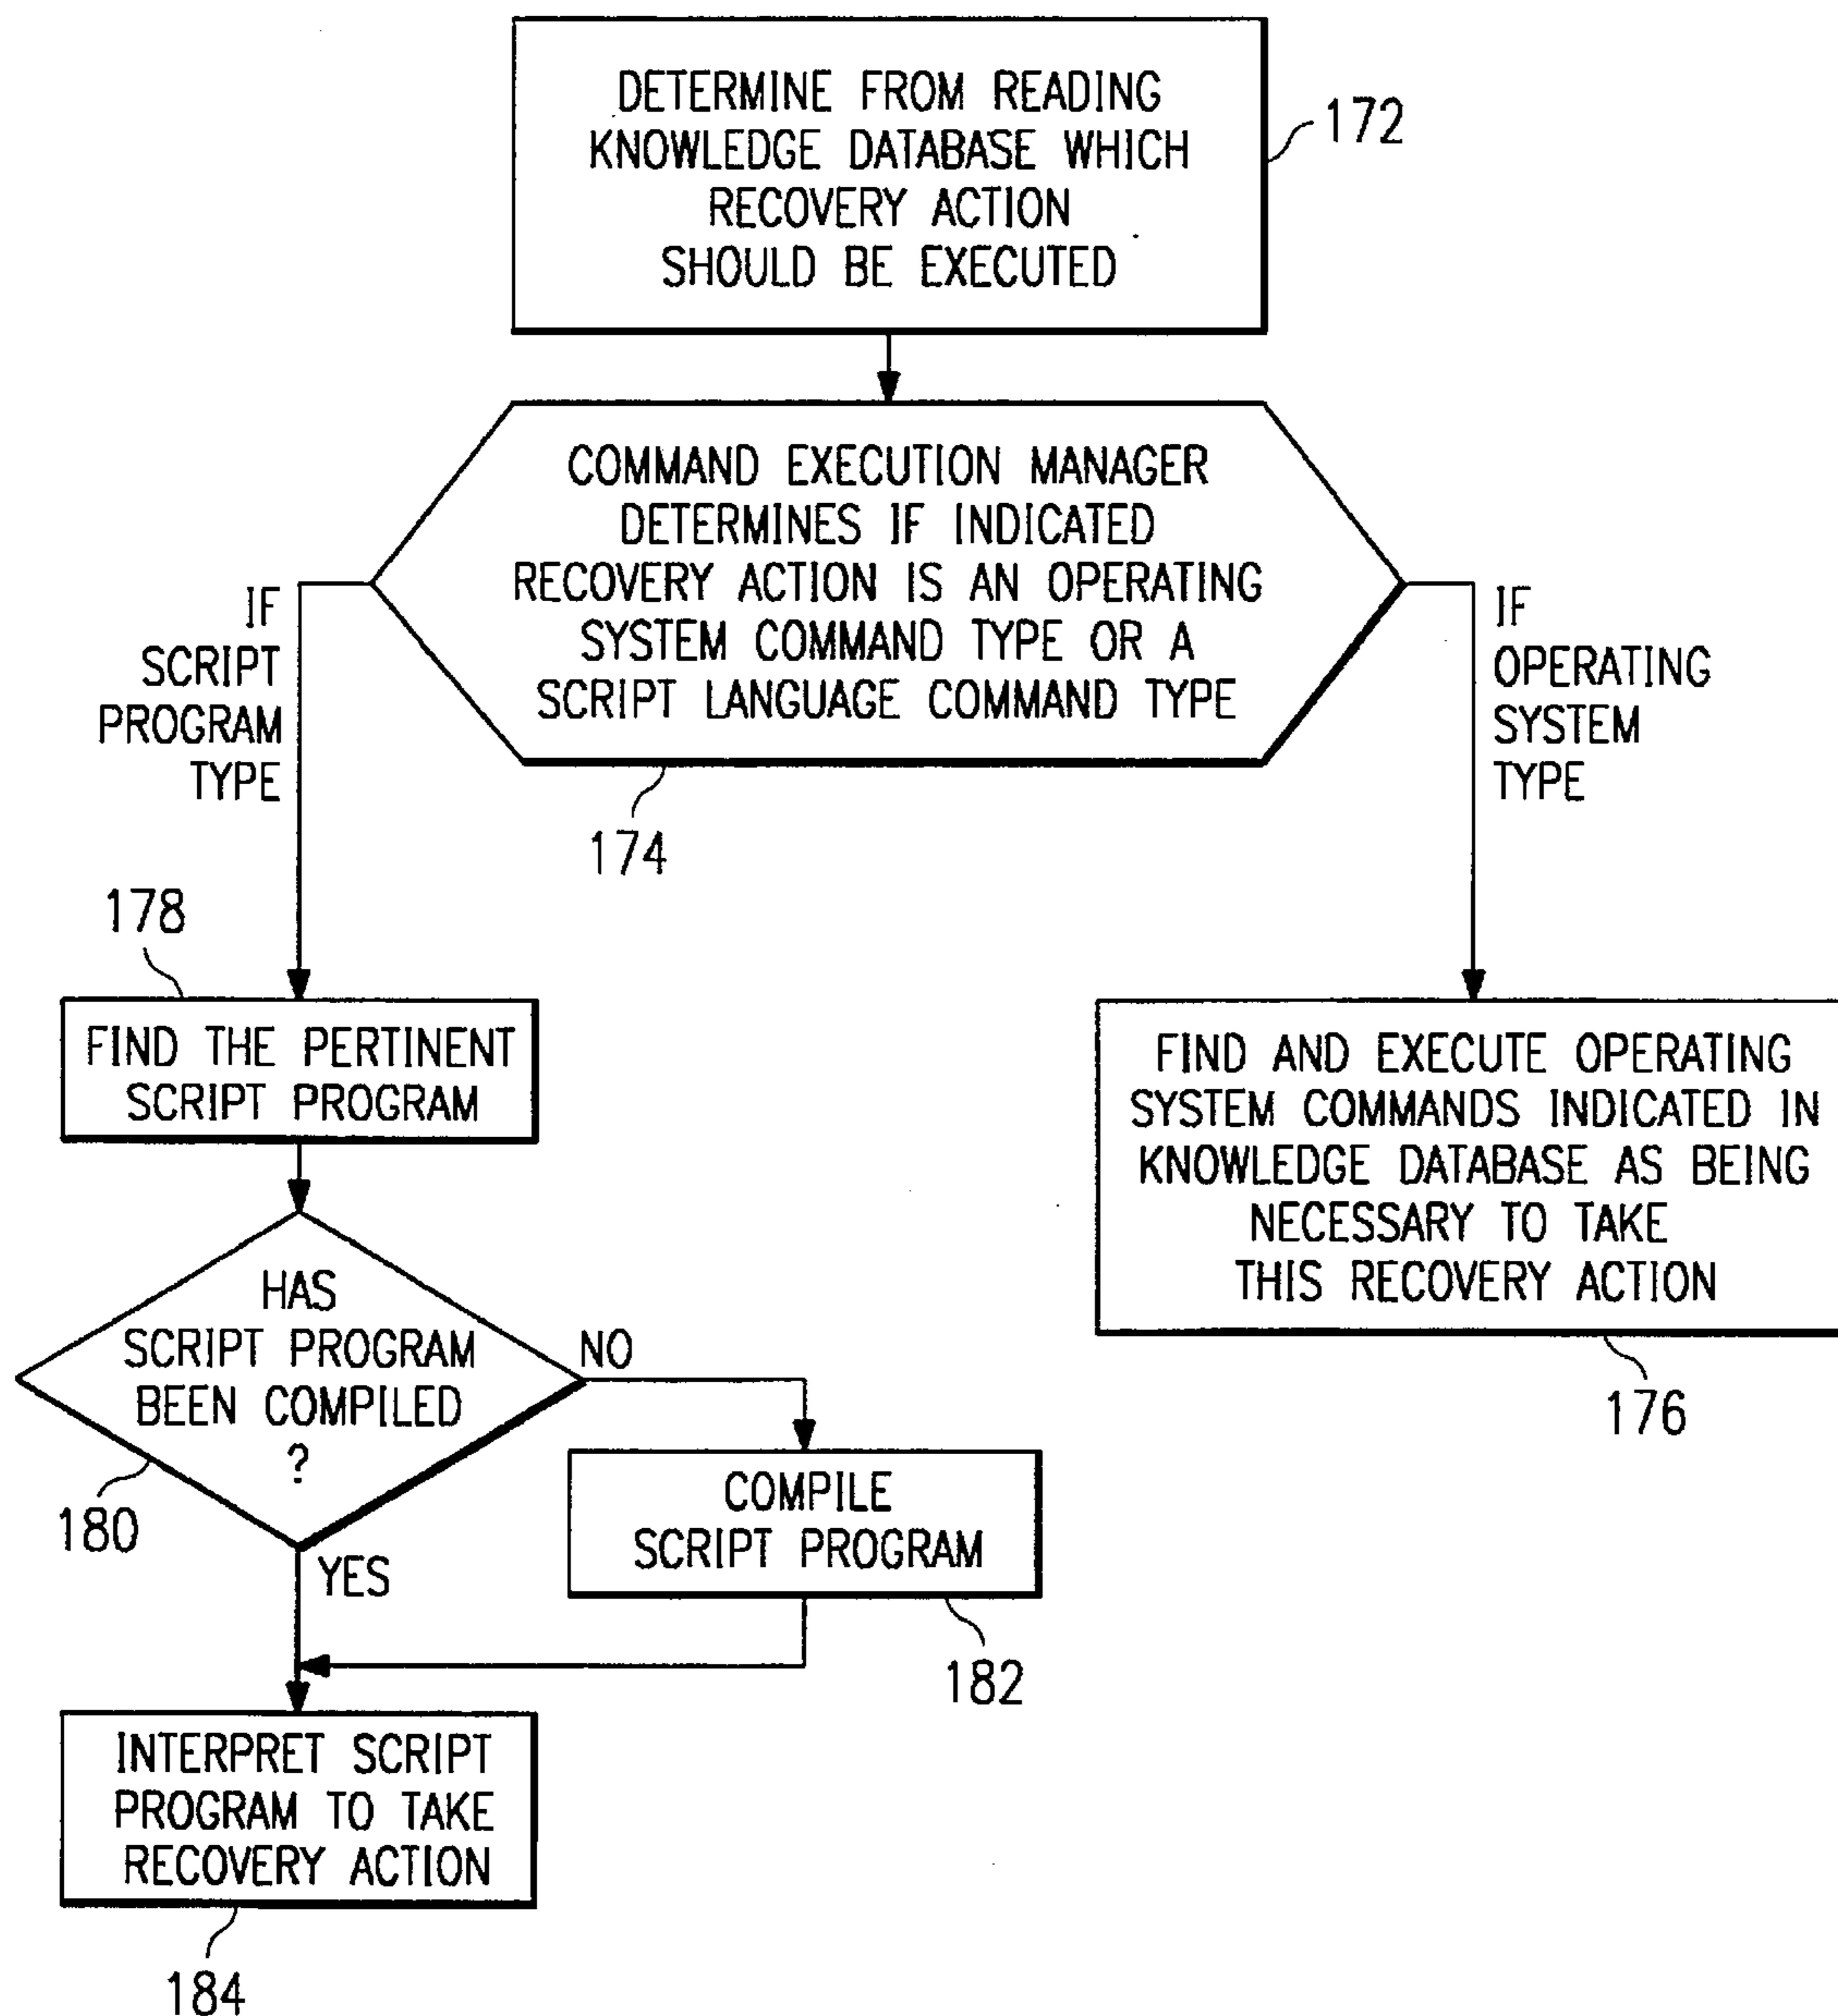 DETERMINE FROM READING
KNOWLEDGE DATABASE WHICH
RECOVERY ACTION
SHOULD BE EXECUTED
172
COMMAND EXECUTION MANAGER
DETERMINES IF INDICATED
RECOVERY ACTION IS AN OPERATING
SYSTEM COMMAND TYPE OR A
SCRIPT LANGUAGE COMMAND TYPE
174
IF
SCRIPT
PROGRAM
TYPE
IF
OPERATING
SYSTEM
TYPE
178
FIND THE PERTINENT
SCRIPT PROGRAM
FIND AND EXECUTE OPERATING
SYSTEM COMMANDS INDICATED IN
KNOWLEDGE DATABASE AS BEING
NECESSARY TO TAKE
THIS RECOVERY ACTION
176
HAS
SCRIPT PROGRAM
BEEN COMPILED
?
180
NO
YES
COMPILE
SCRIPT PROGRAM
182
INTERPRET SCRIPT
PROGRAM TO TAKE
RECOVERY ACTION
184